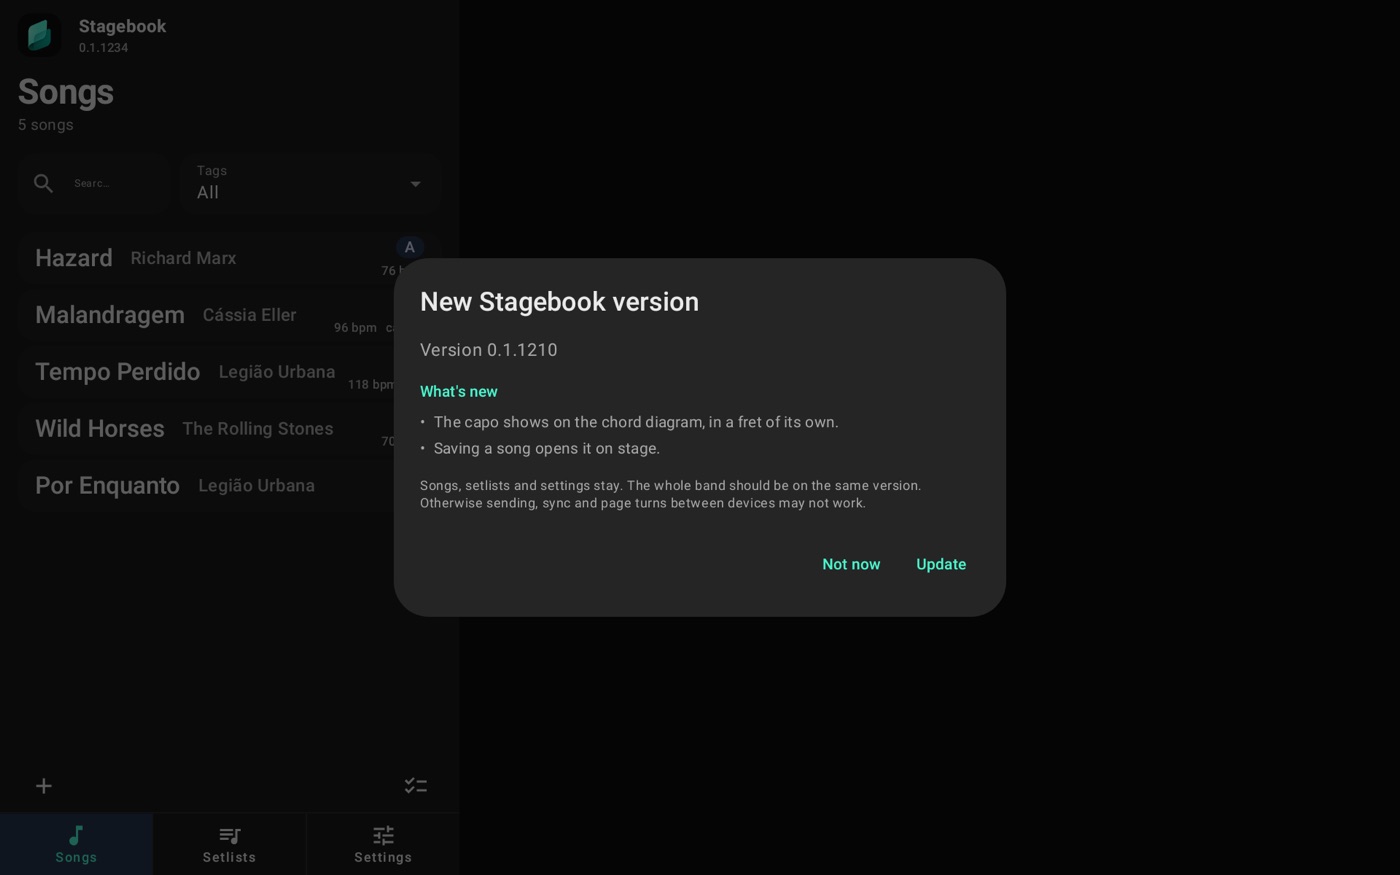 Stagebook
0.1.1234
Songs
5 songs
Searc...
Tags
All
Hazard Richard Marx
A
76
Malandragem Cássia Eller
96 bpm
Tempo Perdido Legião Urbana
118 bpm
Wild Horses The Rolling Stones
70
Por Enquanto Legião Urbana
New Stagebook version
Version 0.1.1210
What's new
• The capo shows on the chord diagram, in a fret of its own.
• Saving a song opens it on stage.
Songs, setlists and settings stay. The whole band should be on the same version.
Otherwise sending, sync and page turns between devices may not work.
Not now Update
Songs Setlists Settings